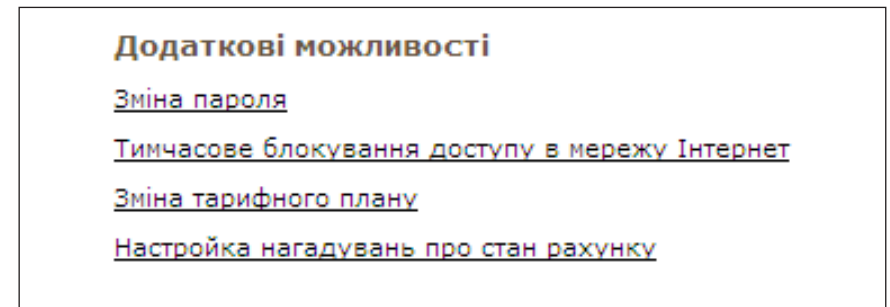 Додаткові можливості
Зміна пароля
Тимчасове блокування доступу в мережу Інтернет
Зміна тарифного плану
Настройка нагадувань про стан рахунку